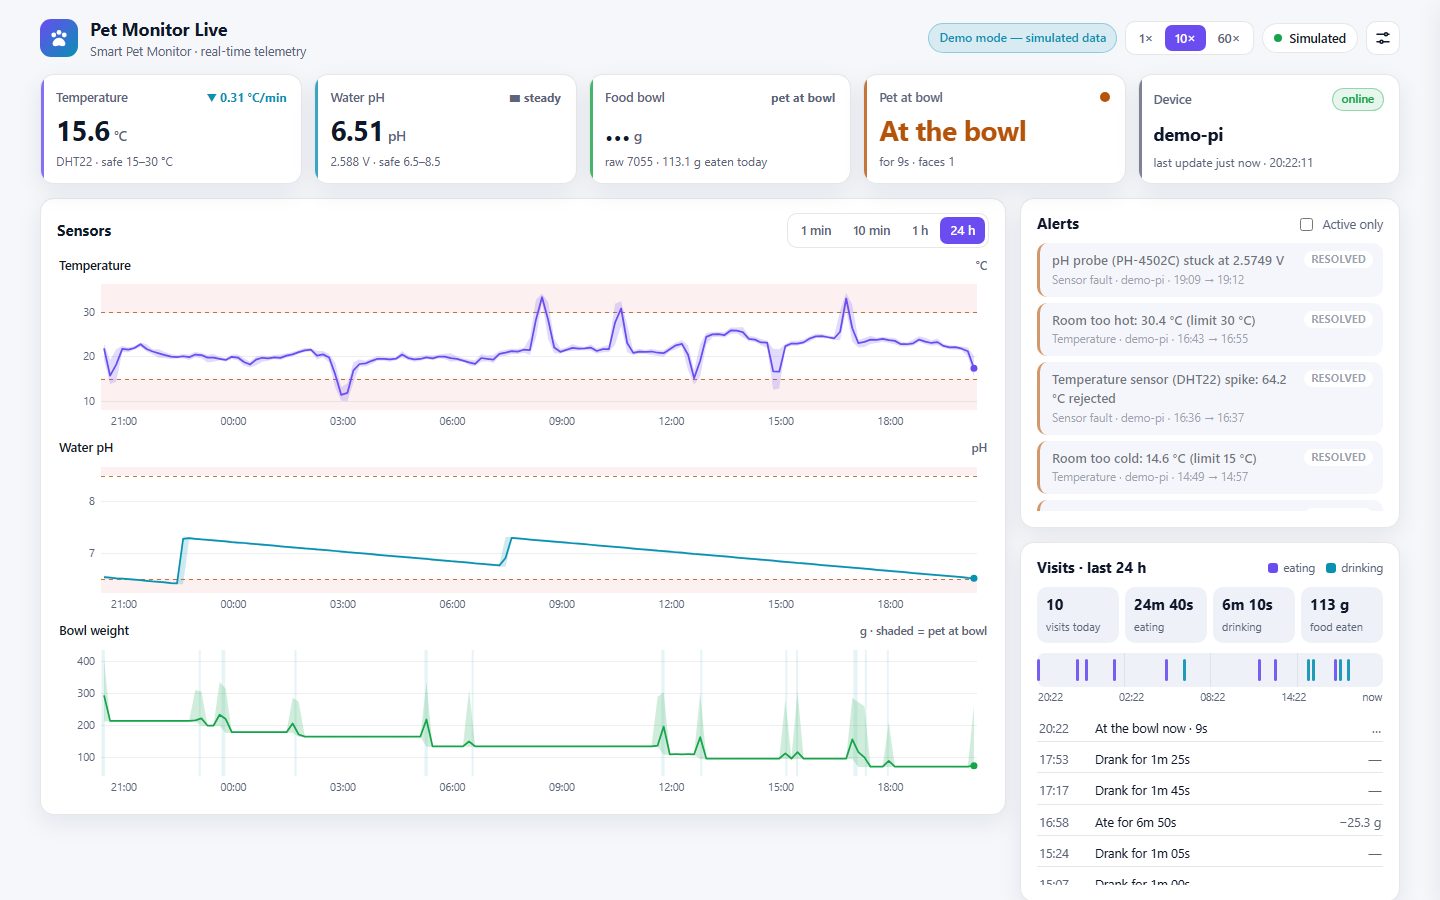 Pet Monitor Live
Smart Pet Monitor · real-time telemetry
Demo mode — simulated data
1× 10× 60×
Simulated
Temperature ▼ 0.31 °C/min
15.6 °C
DHT22 · safe 15–30 °C
Water pH steady
6.51 pH
2.588 V · safe 6.5–8.5
Food bowl pet at bowl
… g
raw 7055 · 113.1 g eaten today
Pet at bowl
At the bowl
for 9s · faces 1
Device online
demo-pi
last update just now · 20:22:11
Sensors 1 min 10 min 1 h 24 h
Temperature °C
30
20
10
21:00 00:00 03:00 06:00 09:00 12:00 15:00 18:00
Water pH pH
8
7
21:00 00:00 03:00 06:00 09:00 12:00 15:00 18:00
Bowl weight g · shaded = pet at bowl
400
300
200
100
21:00 00:00 03:00 06:00 09:00 12:00 15:00 18:00
Alerts Active only
pH probe (PH-4502C) stuck at 2.5749 V RESOLVED
Sensor fault · demo-pi · 19:09 → 19:12
Room too hot: 30.4 °C (limit 30 °C) RESOLVED
Temperature · demo-pi · 16:43 → 16:55
Temperature sensor (DHT22) spike: 64.2 RESOLVED
°C rejected
Sensor fault · demo-pi · 16:36 → 16:37
Room too cold: 14.6 °C (limit 15 °C) RESOLVED
Temperature · demo-pi · 14:49 → 14:57
Visits · last 24 h eating drinking
10 24m 40s 6m 10s 113 g
visits today eating drinking food eaten
20:22 02:22 08:22 14:22 now
20:22 At the bowl now · 9s …
17:53 Drank for 1m 25s —
17:17 Drank for 1m 45s —
16:58 Ate for 6m 50s −25.3 g
15:24 Drank for 1m 05s —
15:07 Drank for 1m 00s